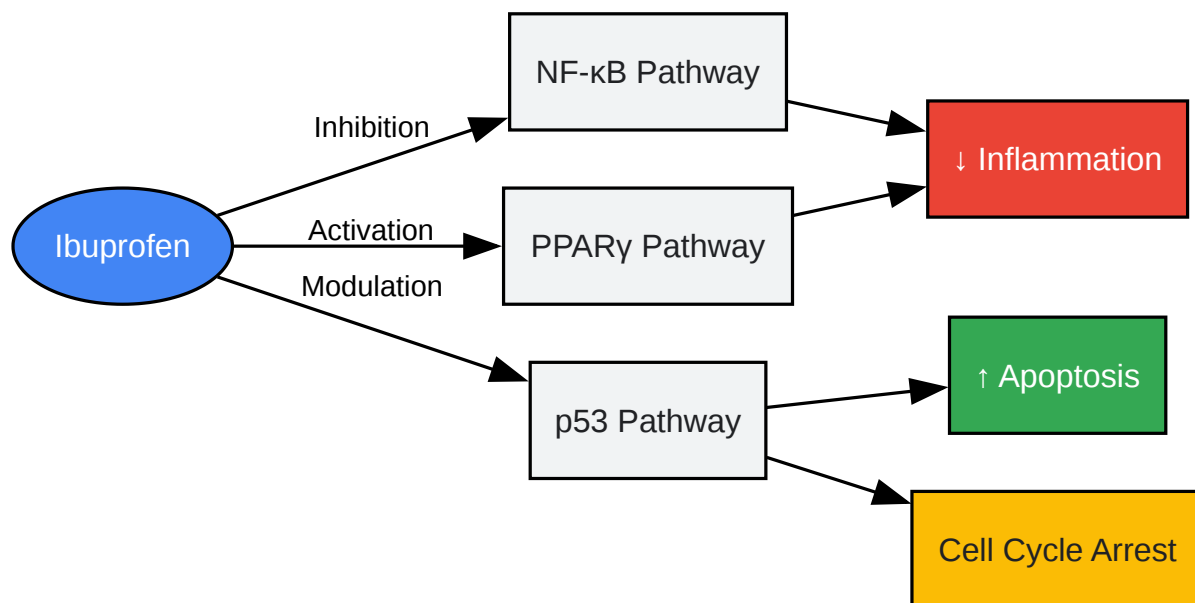 Ibuprofen
Inhibition
Activation
Modulation
NF-κB Pathway
PPARγ Pathway
p53 Pathway
↓ Inflammation
↑ Apoptosis
Cell Cycle Arrest